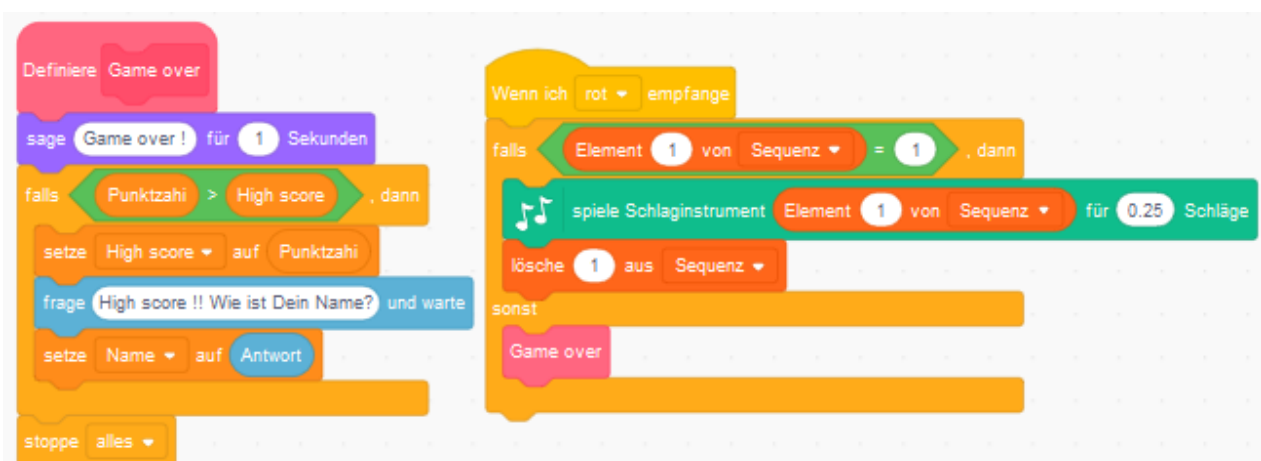 Definiere Game over
sage Game over ! für 1 Sekunden
falls Punktzahl > High score , dann
setze High score auf Punktzahl
frage High score !! Wie ist Dein Name? und warte
setze Name auf Antwort
stoppe alles
Wenn ich rot empfange
falls Element 1 von Sequenz = 1 , dann
spiele Schlaginstrument Element 1 von Sequenz für 0.25 Schläge
lösche 1 aus Sequenz
sonst
Game over